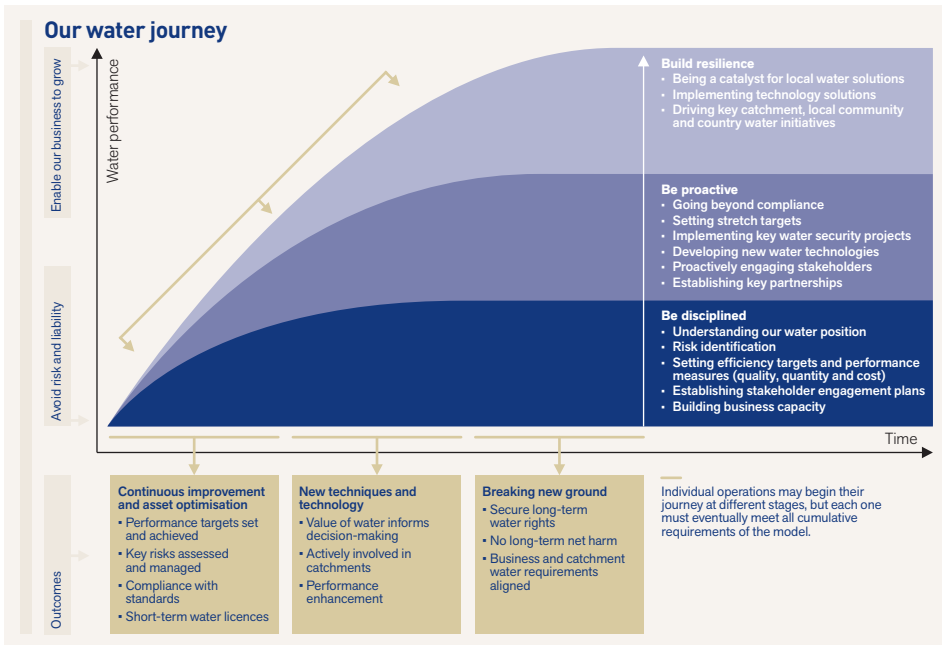 Our water journey
Enable our business to grow
Water performance
Build resilience
• Being a catalyst for local water solutions
• Implementing technology solutions
• Driving key catchment, local community
and country water initiatives
Be proactive
• Going beyond compliance
• Setting stretch targets
• Implementing key water security projects
• Developing new water technologies
• Proactively engaging stakeholders
• Establishing key partnerships
Avoid risk and liability
Be disciplined
• Understanding our water position
• Risk identification
• Setting efficiency targets and performance
measures (quality, quantity and cost)
• Establishing stakeholder engagement plans
• Building business capacity
Time
Outcomes
Continuous improvement
and asset optimisation
▪ Performance targets set
and achieved
▪ Key risks assessed
and managed
▪ Compliance with
standards
▪ Short-term water licences
New techniques and
technology
▪ Value of water informs
decision-making
▪ Actively involved in
catchments
▪ Performance
enhancement
Breaking new ground
▪ Secure long-term
water rights
▪ No long-term net harm
▪ Business and catchment
water requirements
aligned
Individual operations may begin their
journey at different stages, but each one
must eventually meet all cumulative
requirements of the model.